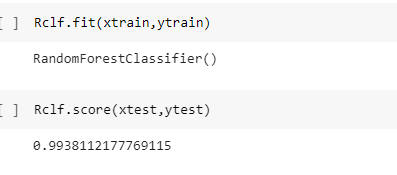 [ ] Rclf.fit(xtrain,ytrain)
RandomForestClassifier()
[ ] Rclf.score(xtest,ytest)
0.9938112177769115